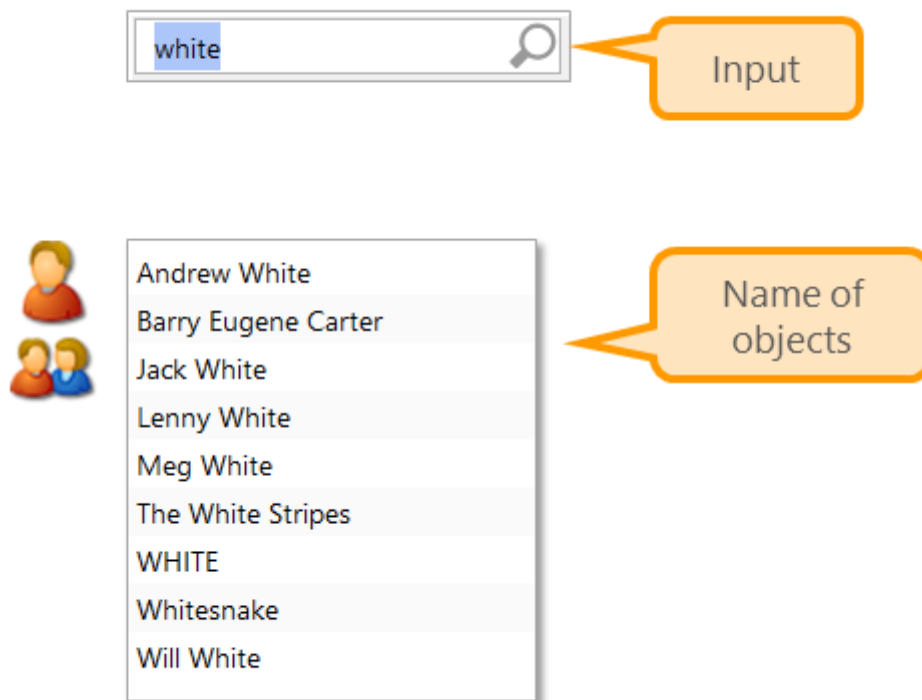 white
Input
Andrew White
Barry Eugene Carter
Jack White
Lenny White
Meg White
The White Stripes
WHITE
Whitesnake
Will White
Name of
objects